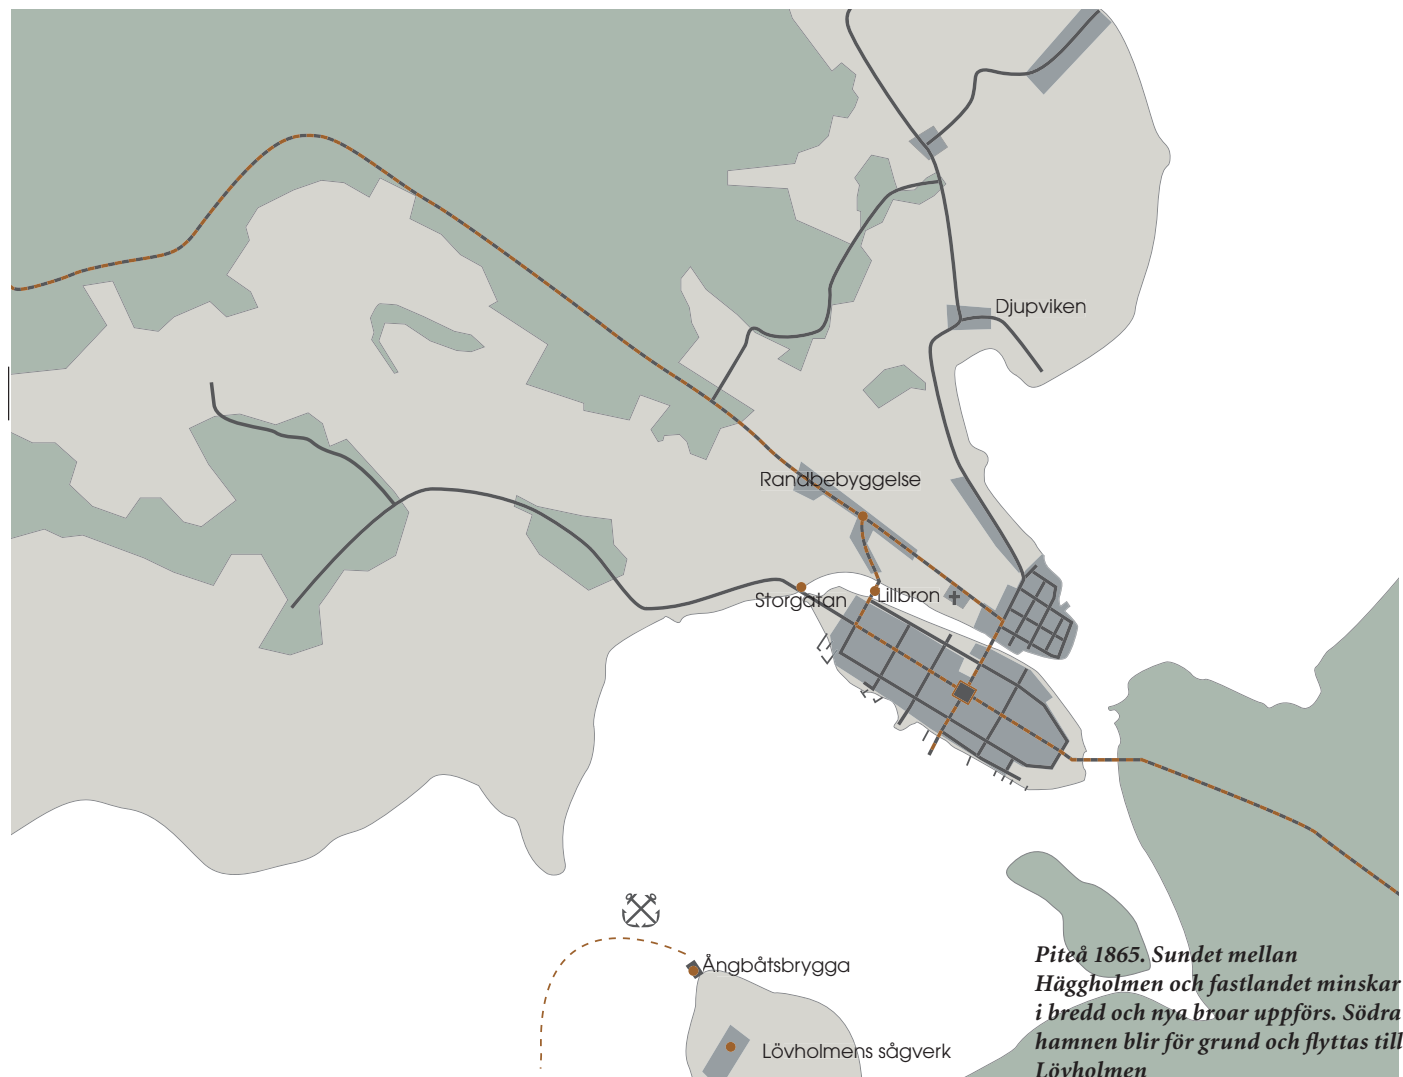 Djupviken
Randbebyggelse
Storgatan
Lillbron
Ångbåtsbrygga
Lövholmens sågverk
Piteå 1865. Sundet mellan
Häggholmen och fastlandet minskar
i bredd och nya broar uppförs. Södra
hamnen blir för grund och flyttas till
Lövholmen